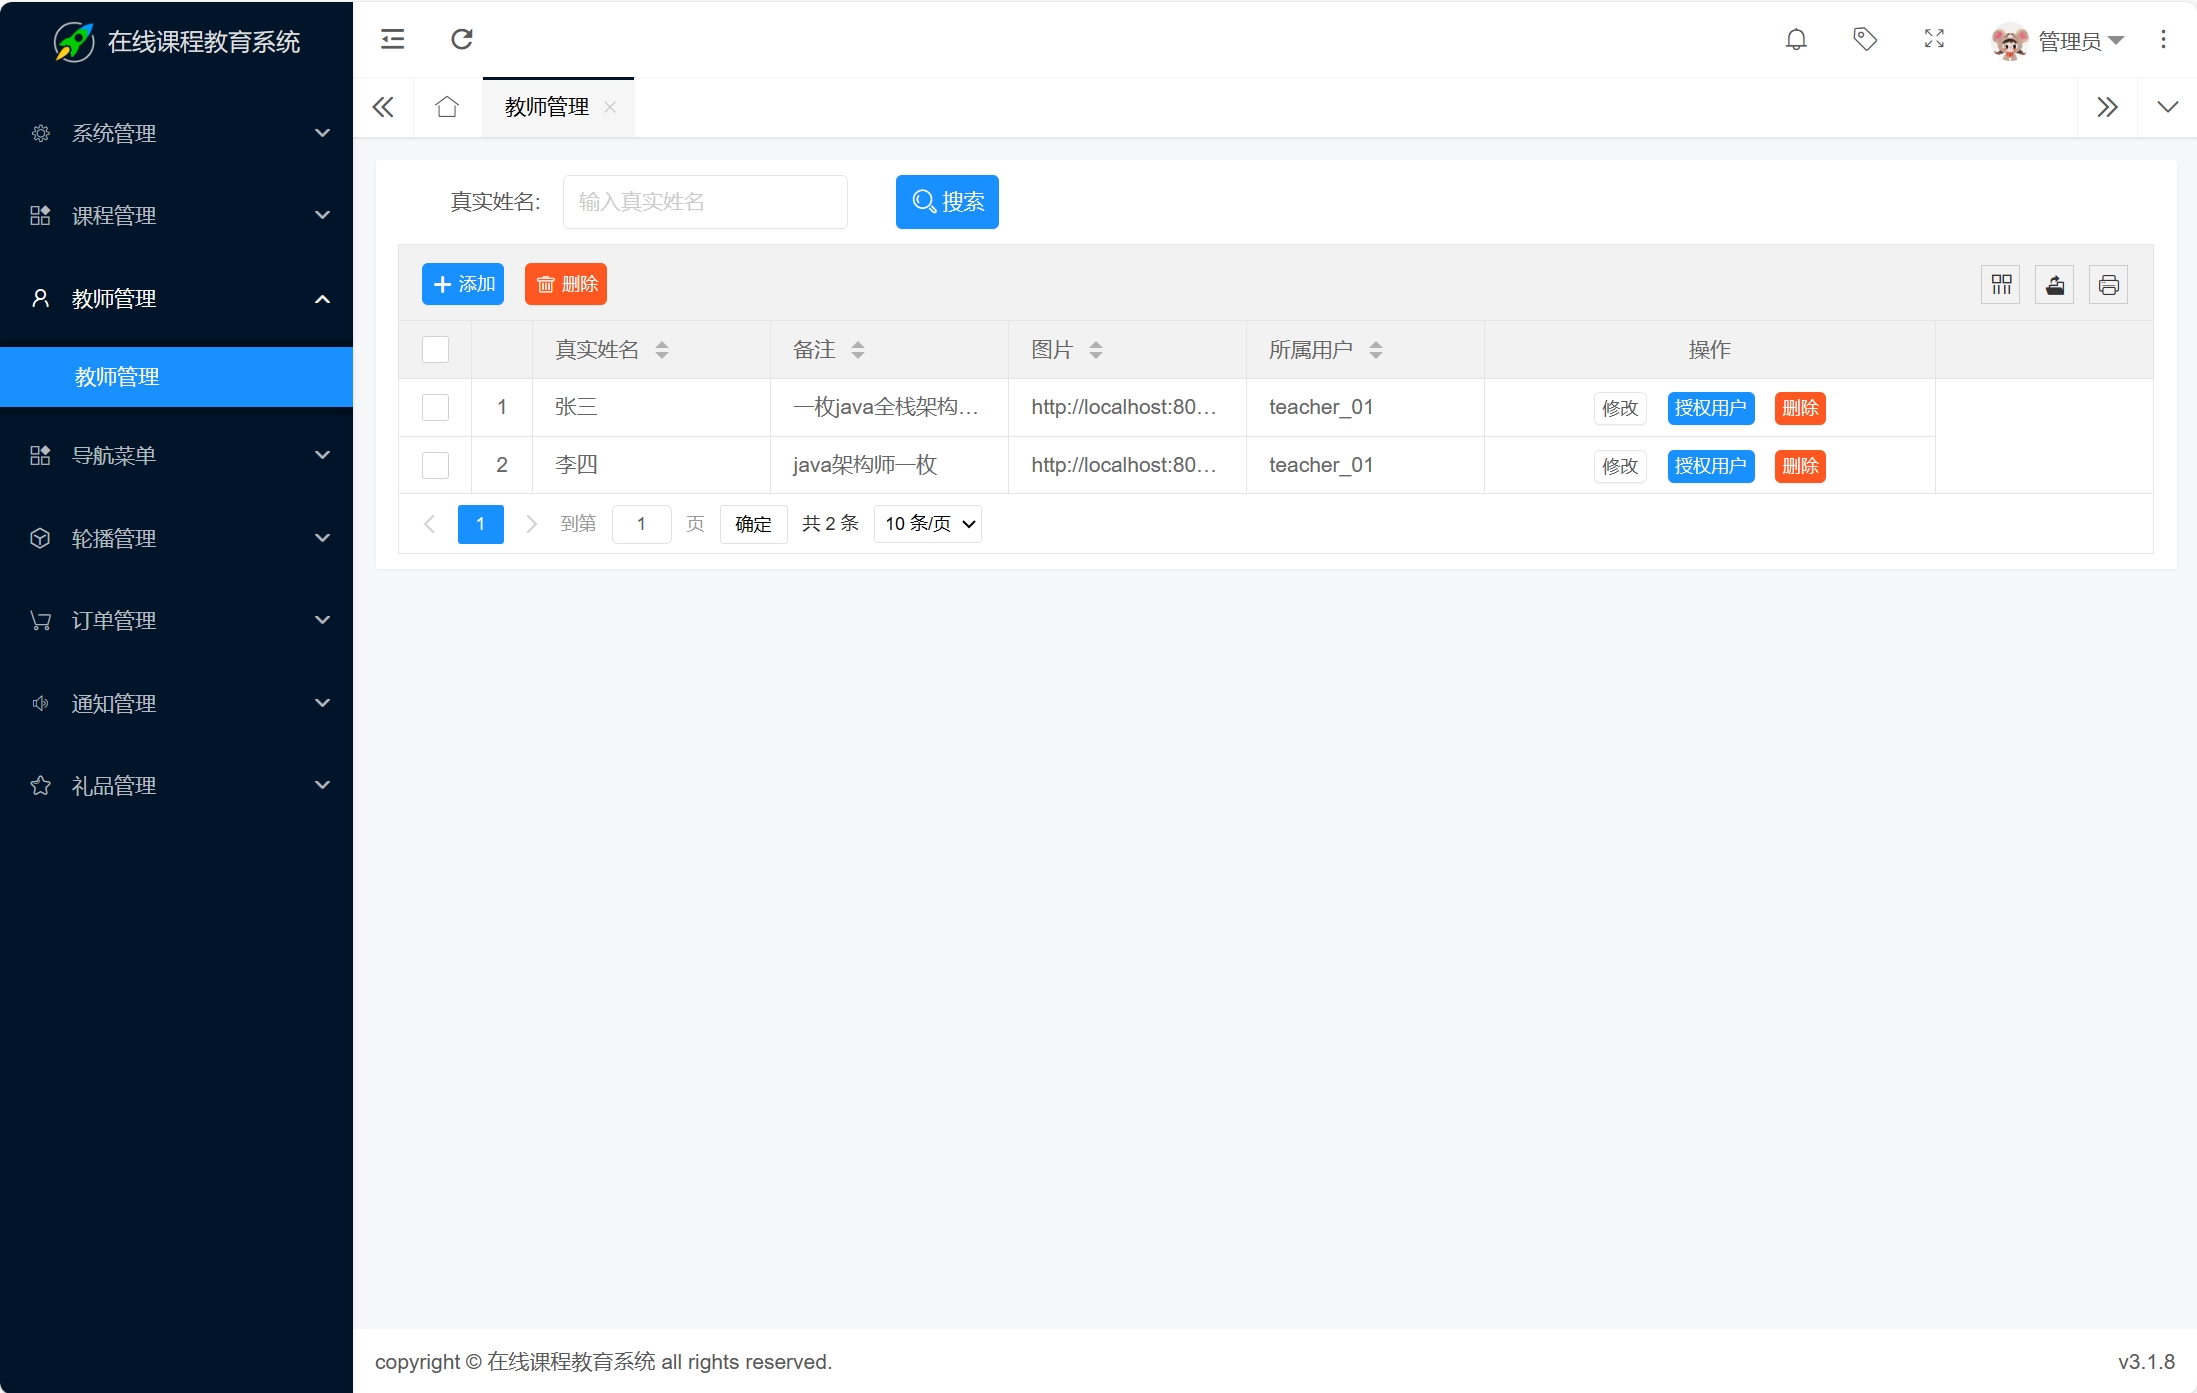 在线课程教育系统
管理员
教师管理
系统管理
课程管理
教师管理
教师管理
导航菜单
轮播管理
订单管理
通知管理
礼品管理
真实姓名: 输入真实姓名 搜索
添加 删除
真实姓名 备注 图片 所属用户 操作
1 张三 一枚java全栈架构... http://localhost:80... teacher_01 修改 授权用户 删除
2 李四 java架构师一枚 http://localhost:80... teacher_01 修改 授权用户 删除
1 到第 1 页 确定 共 2 条 10 条/页
copyright © 在线课程教育系统 all rights reserved.
v3.1.8